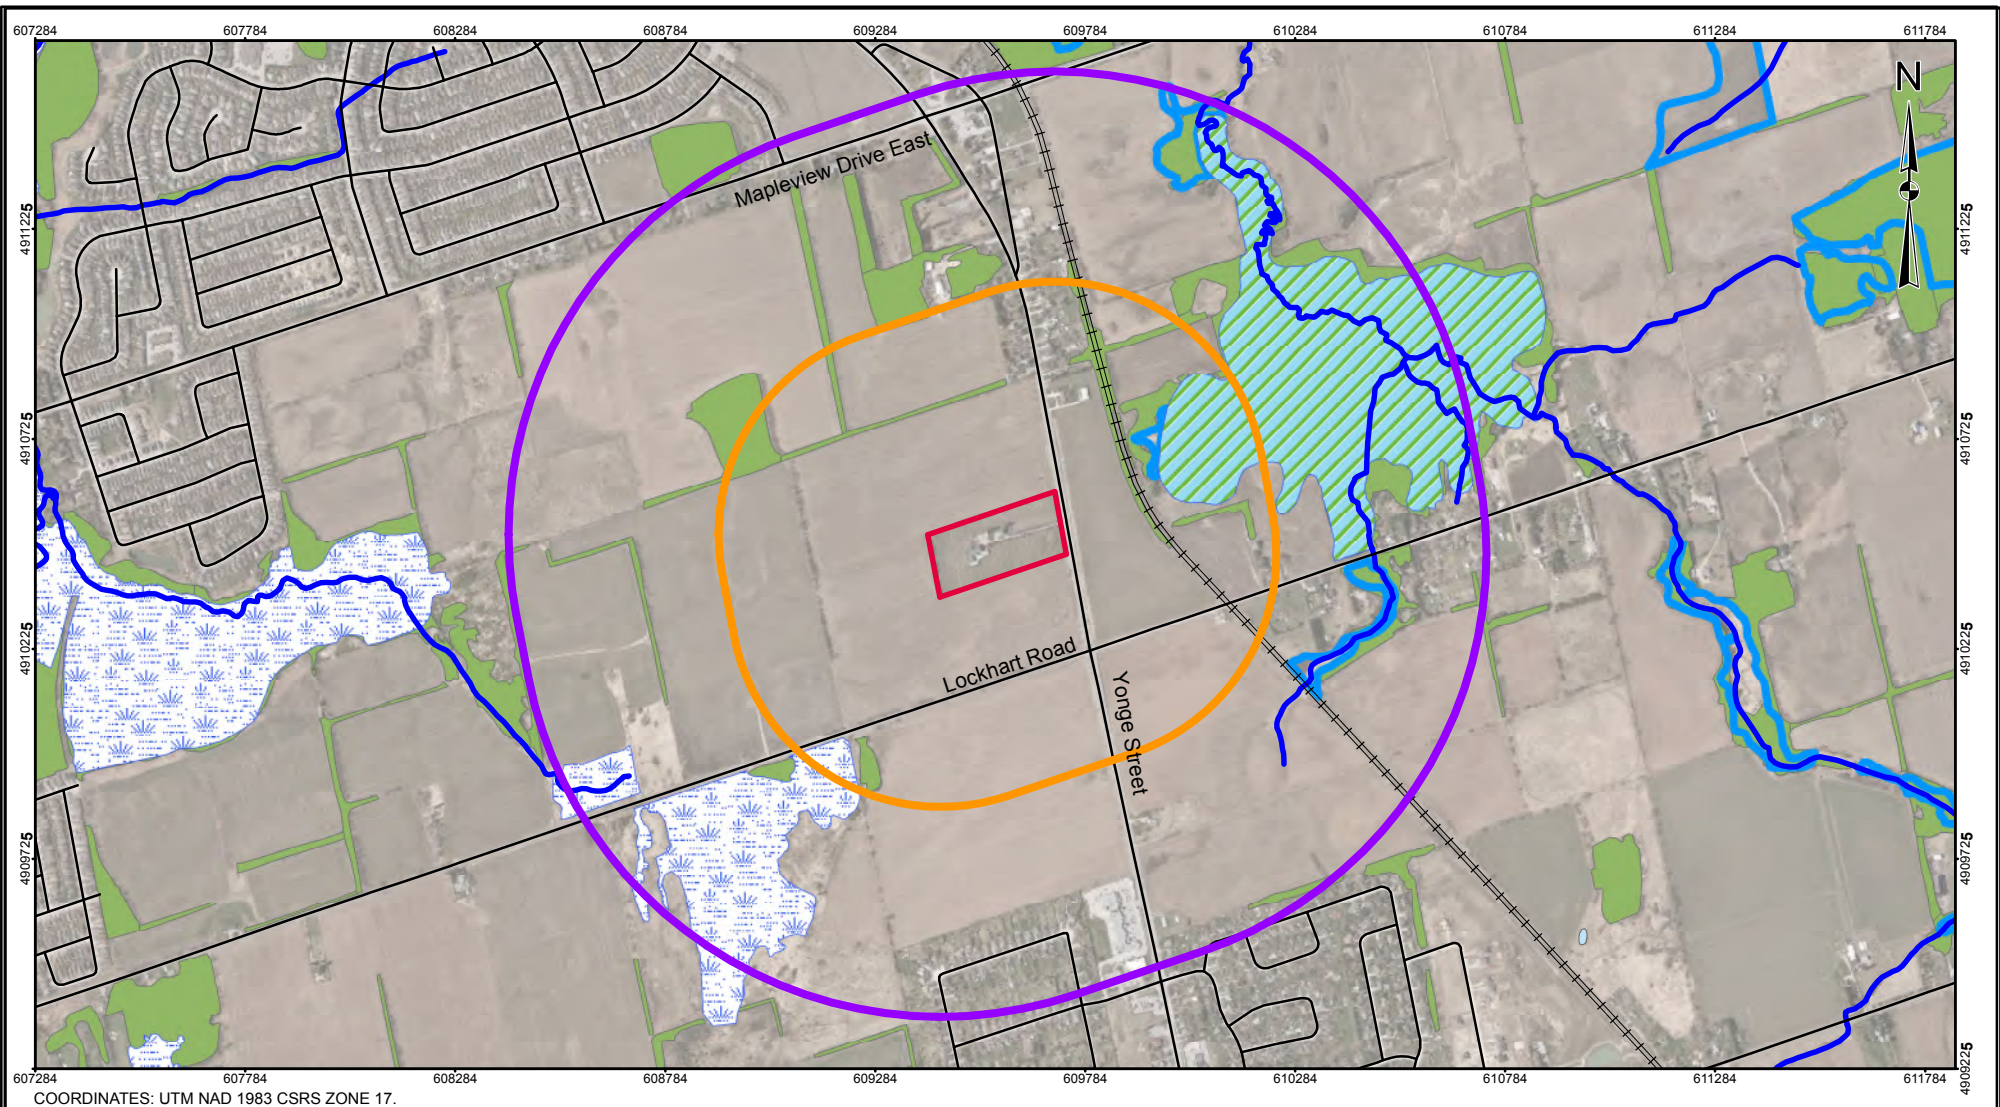 607284 607784 608284 608784 609284 609784 610284 610784 611284 611784
N
Mapleview Drive East
4911225 4911225
4910725 4910725
Lockhart Road
Yonge Street
4910225 4910225
4909725 4909725
4909225
607284 607784 608284 608784 609284 609784 610284 610784 611284 611784
COORDINATES: UTM NAD 1983 CSRS ZONE 17.